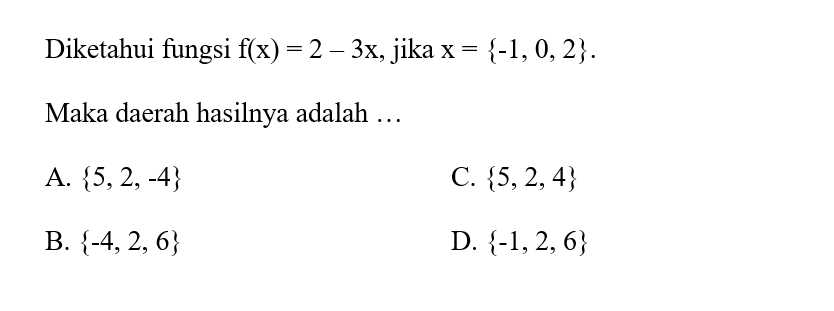 Diketahui fungsi f(x) = 2 – 3x, jika x = {-1, 0, 2}.
Maka daerah hasilnya adalah …
A. {5, 2, -4} C. {5, 2, 4}
B. {-4, 2, 6} D. {-1, 2, 6}